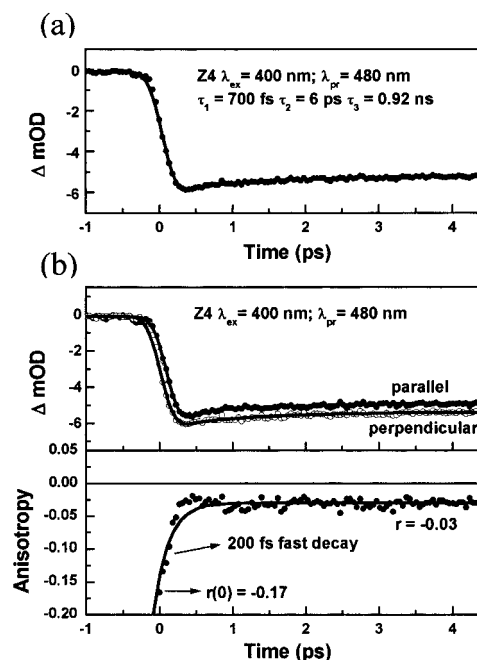 (a)
0
-2
-4
-6
Δ mOD
Z4 λex = 400 nm; λpr = 480 nm
τ1 = 700 fs τ2 = 6 ps τ3 = 0.92 ns
-1 0 1 2 3 4
Time (ps)
(b)
0
-2
-4
-6
Δ mOD
Z4 λex = 400 nm; λpr = 480 nm
parallel
perpendicular
0.05
0.00
-0.05
-0.10
-0.15
-0.20
Anisotropy
r = -0.03
200 fs fast decay
r(0) = -0.17
-1 0 1 2 3 4
Time (ps)